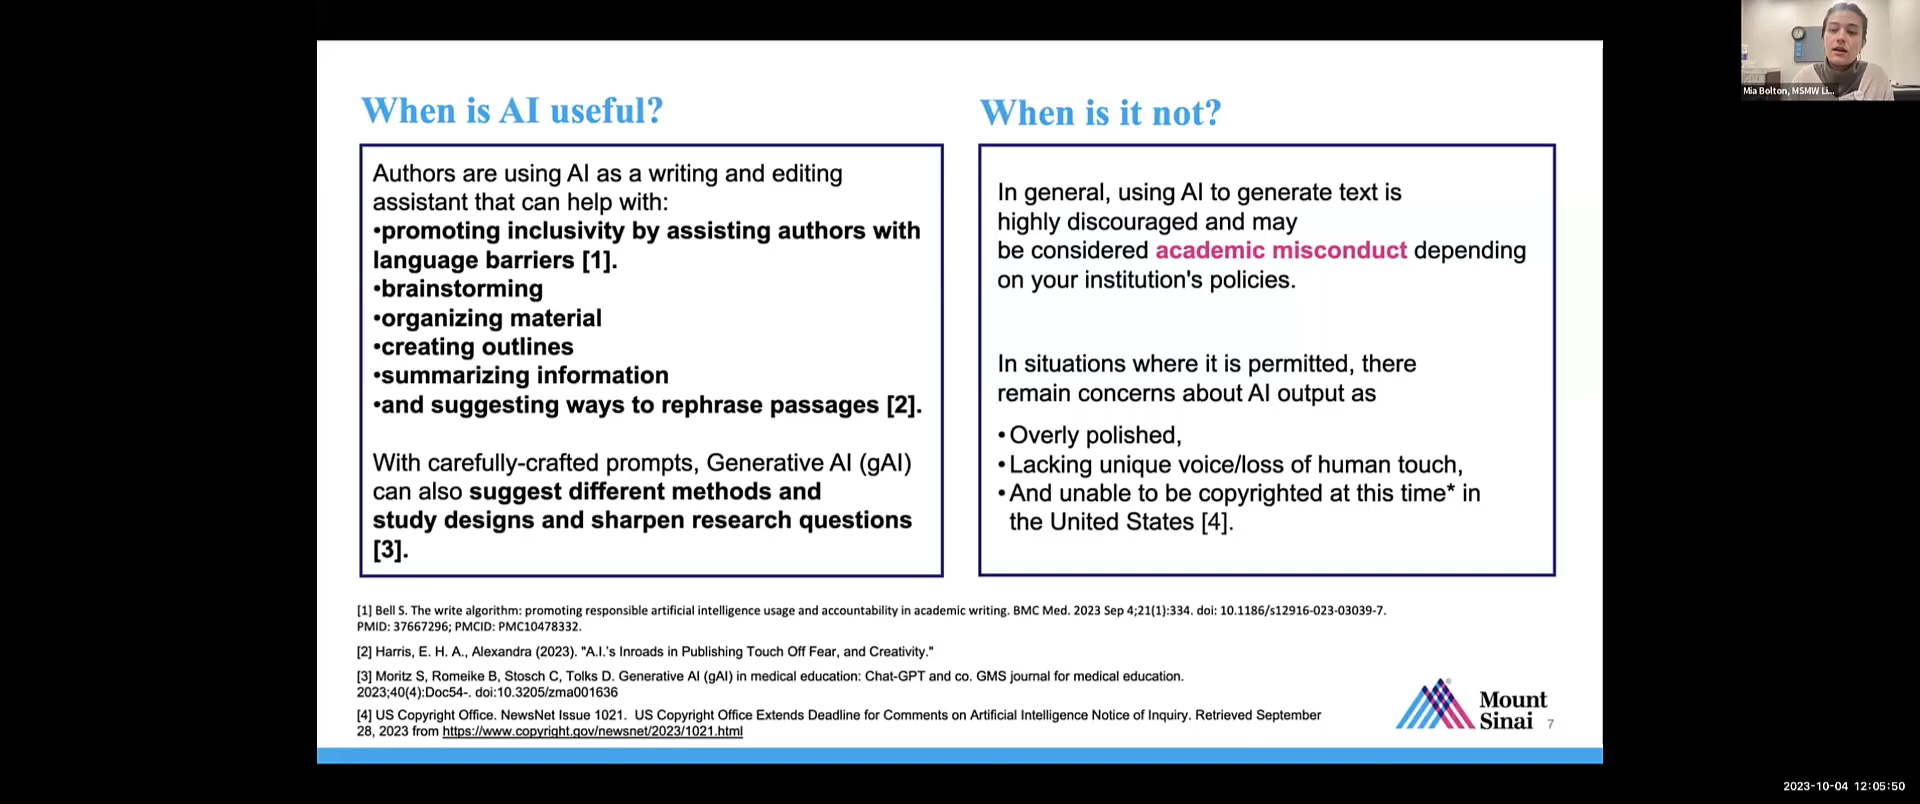 When is AI useful?
Authors are using AI as a writing and editing
assistant that can help with:
•promoting inclusivity by assisting authors with
language barriers [1].
•brainstorming
•organizing material
•creating outlines
•summarizing information
•and suggesting ways to rephrase passages [2].
With carefully-crafted prompts, Generative AI (gAI)
can also suggest different methods and
study designs and sharpen research questions
[3].
When is it not?
In general, using AI to generate text is
highly discouraged and may
be considered academic misconduct depending
on your institution's policies.
In situations where it is permitted, there
remain concerns about AI output as
• Overly polished,
• Lacking unique voice/loss of human touch,
• And unable to be copyrighted at this time* in
the United States [4].
[1] Bell S. The write algorithm: promoting responsible artificial intelligence usage and accountability in academic writing. BMC Med. 2023 Sep 4;21(1):334. doi: 10.1186/s12916-023-03039-7.
PMID: 37667296; PMCID: PMC10478332.
[2] Harris, E. H. A., Alexandra (2023). "A.I.'s Inroads in Publishing Touch Off Fear, and Creativity."
[3] Moritz S, Romeike B, Stosch C, Tolks D. Generative AI (gAI) in medical education: Chat-GPT and co. GMS journal for medical education.
2023;40(4):Doc54-. doi:10.3205/zma001636
[4] US Copyright Office. NewsNet Issue 1021. US Copyright Office Extends Deadline for Comments on Artificial Intelligence Notice of Inquiry. Retrieved September
28, 2023 from https://www.copyright.gov/newsnet/2023/1021.html
Mount
Sinai
7
Mia Bolton, MSMW Li...
2023-10-04 12:05:50